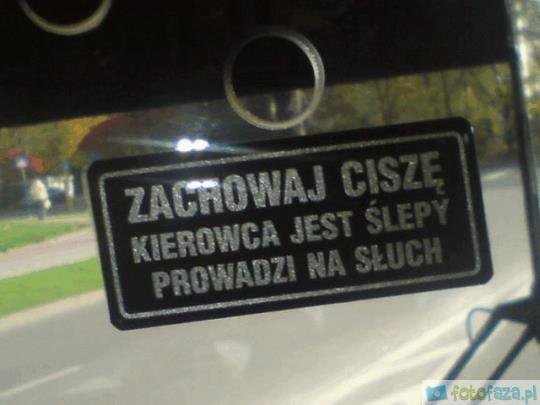 ZACHOWAJ CISZĘ
KIEROWCA JEST ŚLEPY
PROWADZI NA SŁUCH
fotofaza.pl